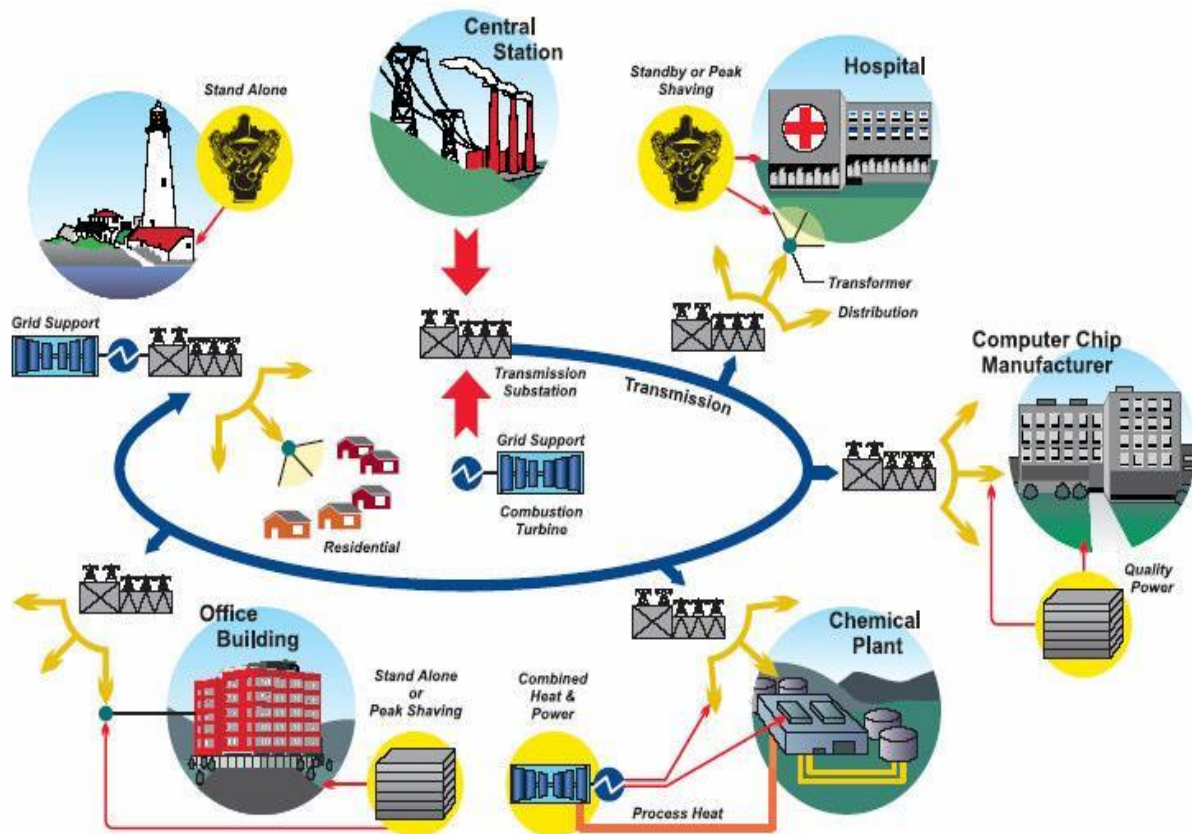 Central
Station
Stand Alone
Standby or Peak
Shaving
Hospital
Transformer
Distribution
Grid Support
Transmission
Substation
Transmission
Computer Chip
Manufacturer
Grid Support
Combustion
Turbine
Residential
Quality
Power
Office
Building
Stand Alone
or
Peak Shaving
Combined
Heat &
Power
Chemical
Plant
Process Heat